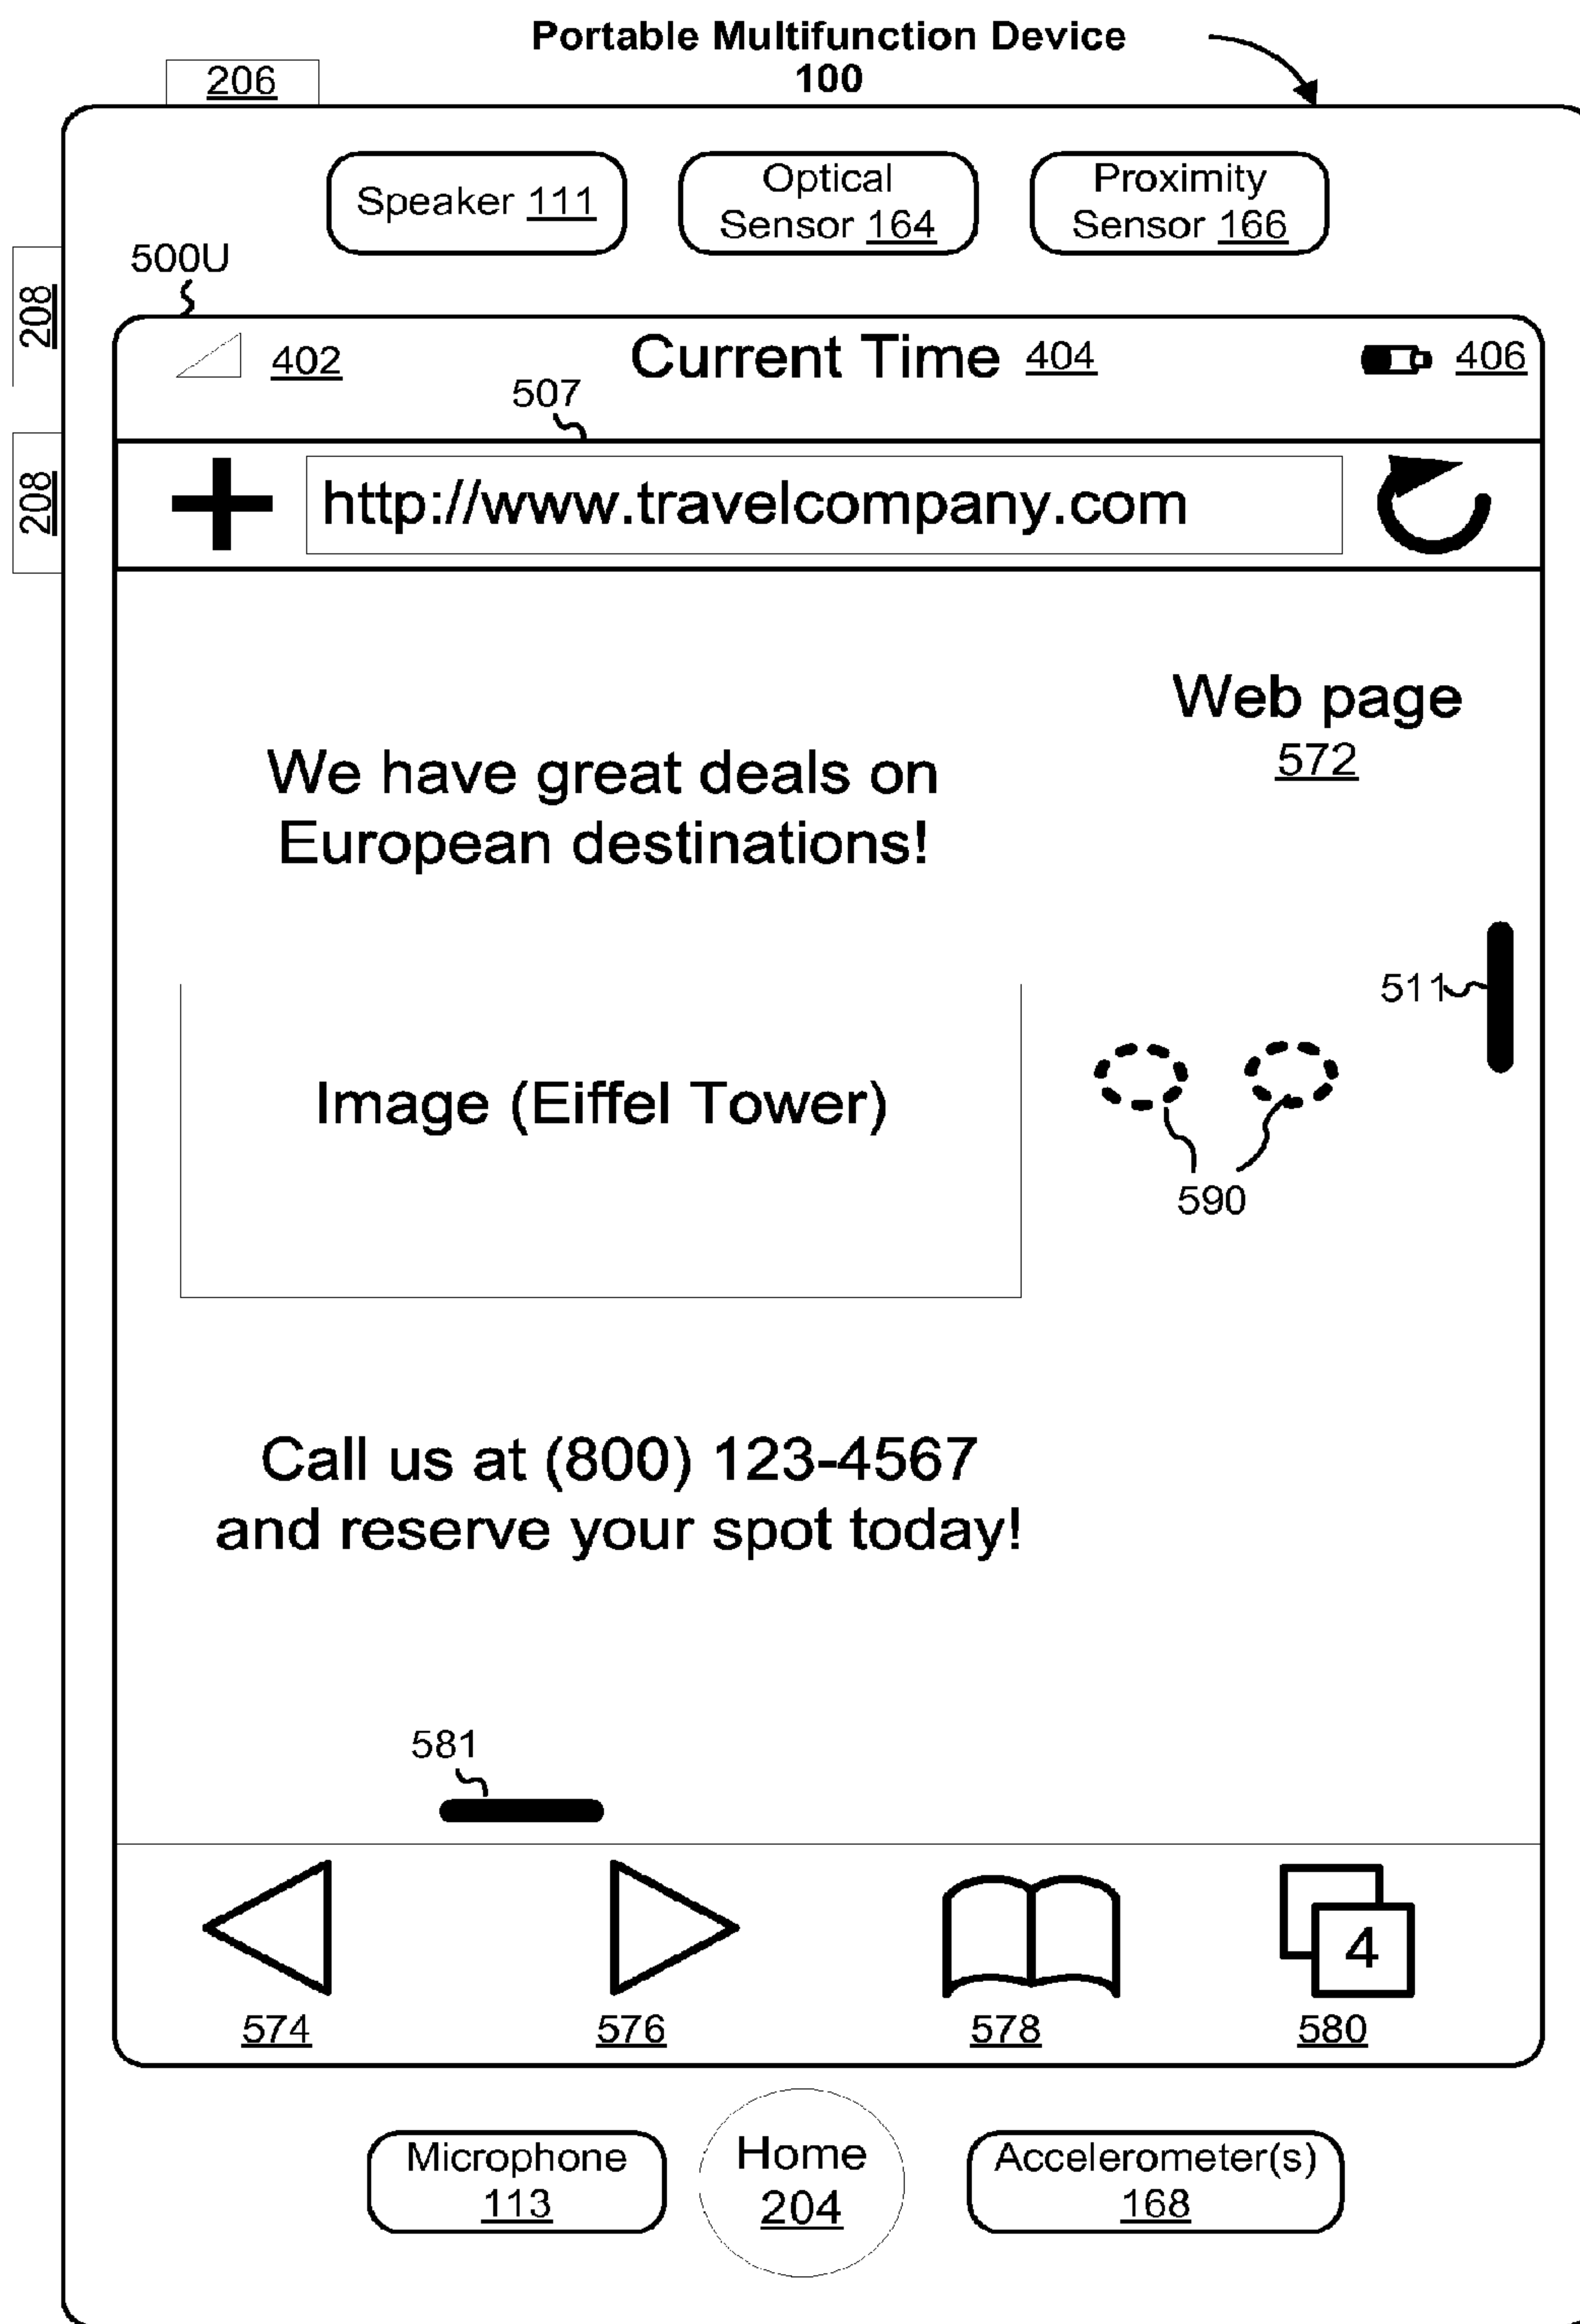 Portable Multifunction Device
100
206
Speaker 111
Optical
Sensor 164
Proximity
Sensor 166
500U
208
402
Current Time 404
406
507
208
http://www.travelcompany.com
Web page
572
We have great deals on
European destinations!
511
Image (Eiffel Tower)
590
Call us at (800) 123-4567
and reserve your spot today!
581
4
574
576
578
580
Microphone
113
Home
204
Accelerometer(s)
168